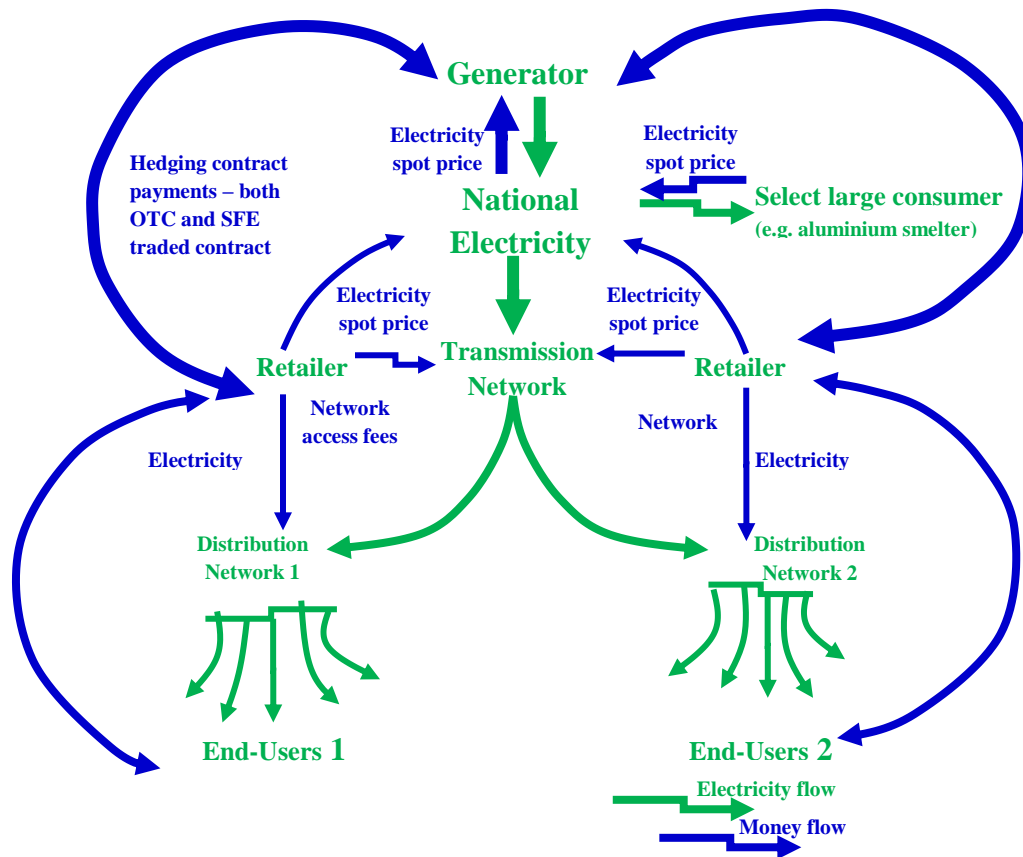 Generator
Electricity
spot price
Electricity
spot price
Hedging contract
payments – both
OTC and SFE
traded contract
National
Electricity
Select large consumer
(e.g. aluminium smelter)
Electricity
spot price
Electricity
spot price
Retailer
Transmission
Network
Retailer
Network
access fees
Network
Electricity
Electricity
Distribution
Network 1
Distribution
Network 2
End-Users 1
End-Users 2
Electricity flow
Money flow